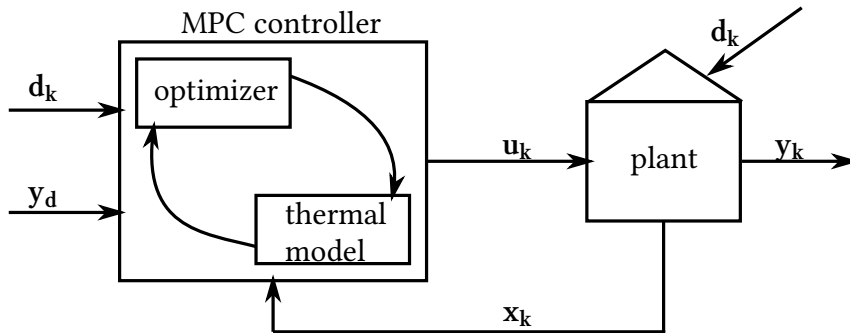 MPC controller
d_k
optimizer
d_k
u_k
plant
y_k
y_d
thermal
model
x_k